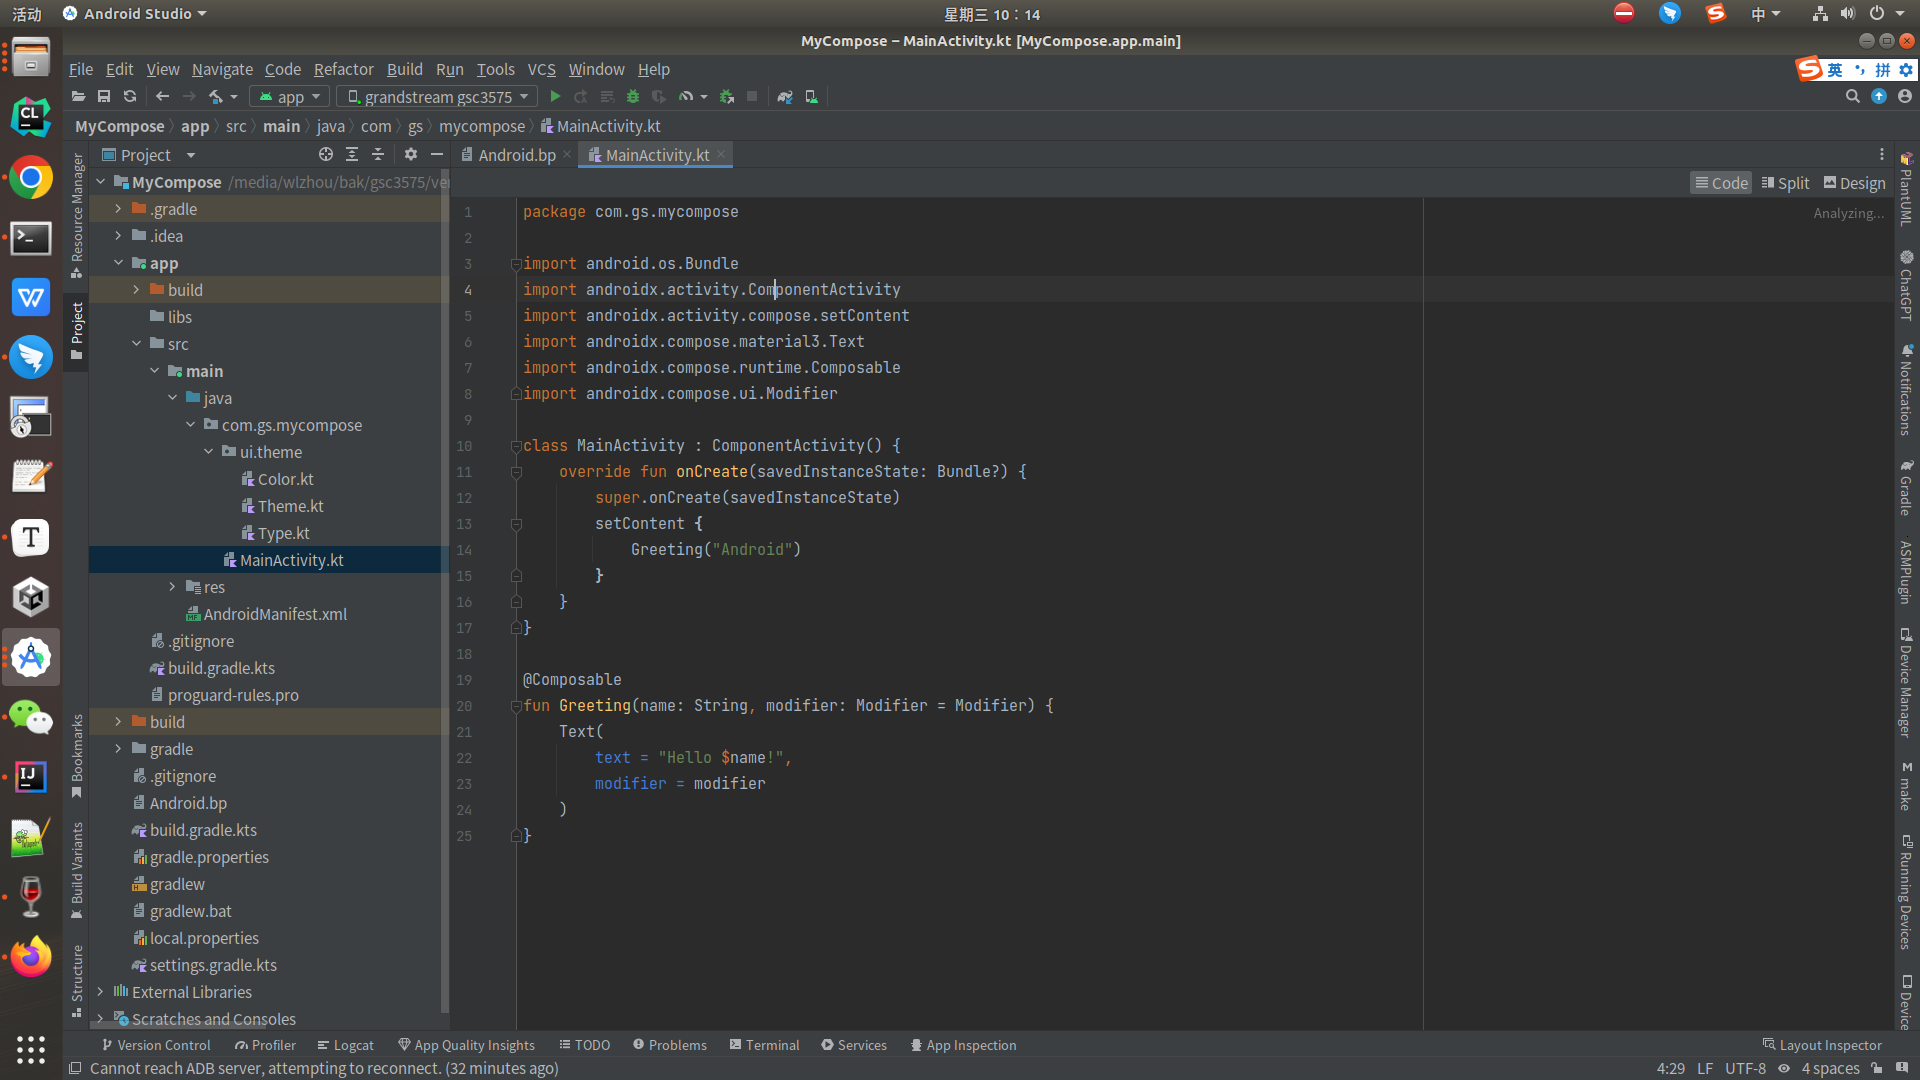 活动
Android Studio
星期三 10：14
中
MyCompose – MainActivity.kt [MyCompose.app.main]
File Edit View Navigate Code Refactor Build Run Tools VCS Window Help
英 拼
app
grandstream gsc3575
MyCompose app src main java com gs mycompose MainActivity.kt
Project
Android.bp
MainActivity.kt
Code Split Design
Analyzing...
Resource Manager
Project
Bookmarks
Build Variants
Structure
MyCompose /media/wlzhou/bak/gsc3575/ve
.gradle
.idea
app
build
libs
src
main
java
com.gs.mycompose
ui.theme
Color.kt
Theme.kt
Type.kt
MainActivity.kt
res
AndroidManifest.xml
.gitignore
build.gradle.kts
proguard-rules.pro
build
gradle
.gitignore
Android.bp
build.gradle.kts
gradle.properties
gradlew
gradlew.bat
local.properties
settings.gradle.kts
External Libraries
Scratches and Consoles
1 package com.gs.mycompose
2
3 import android.os.Bundle
4 import androidx.activity.ComponentActivity
5 import androidx.activity.compose.setContent
6 import androidx.compose.material3.Text
7 import androidx.compose.runtime.Composable
8 import androidx.compose.ui.Modifier
9
10 class MainActivity : ComponentActivity() {
11 override fun onCreate(savedInstanceState: Bundle?) {
12 super.onCreate(savedInstanceState)
13 setContent {
14 Greeting("Android")
15 }
16 }
17 }
18
19 @Composable
20 fun Greeting(name: String, modifier: Modifier = Modifier) {
21 Text(
22 text = "Hello $name!",
23 modifier = modifier
24 )
25 }
PlantUML
ChatGPT
Notifications
Gradle
ASMPlugin
Device Manager
make
Running Devices
Device
Version Control Profiler Logcat App Quality Insights TODO Problems Terminal Services App Inspection Layout Inspector
Cannot reach ADB server, attempting to reconnect. (32 minutes ago)
4:29 LF UTF-8 4 spaces